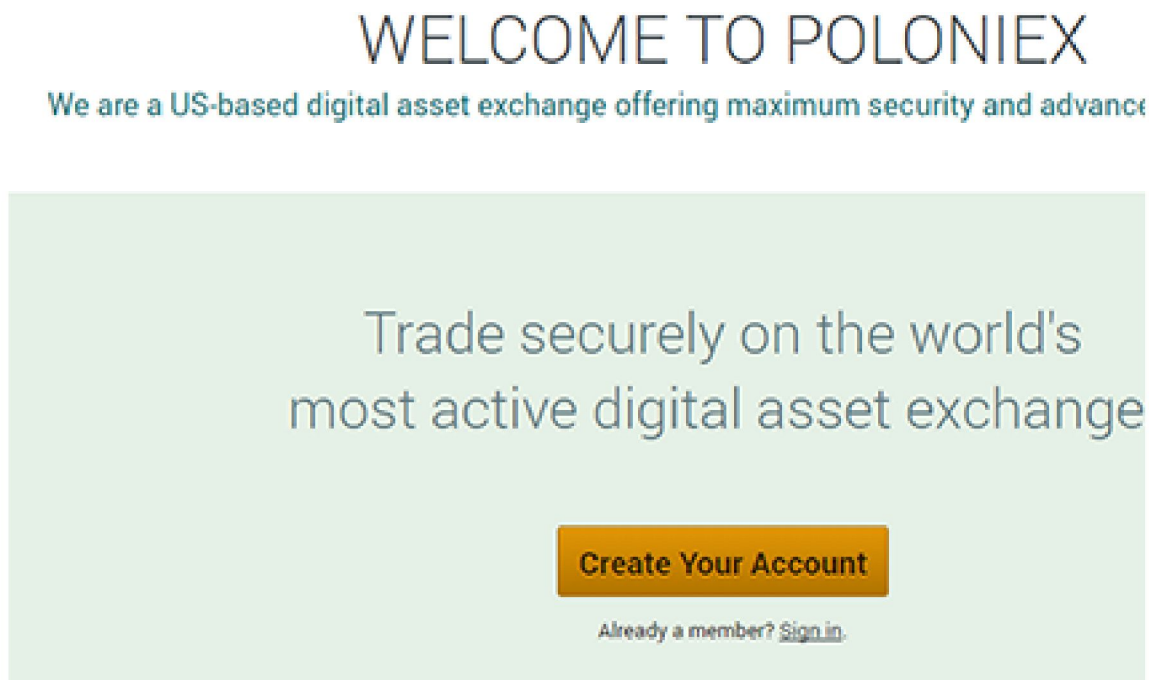 WELCOME TO POLONIEX
We are a US-based digital asset exchange offering maximum security and advance
Trade securely on the world's
most active digital asset exchange
Create Your Account
Already a member? Sign in.